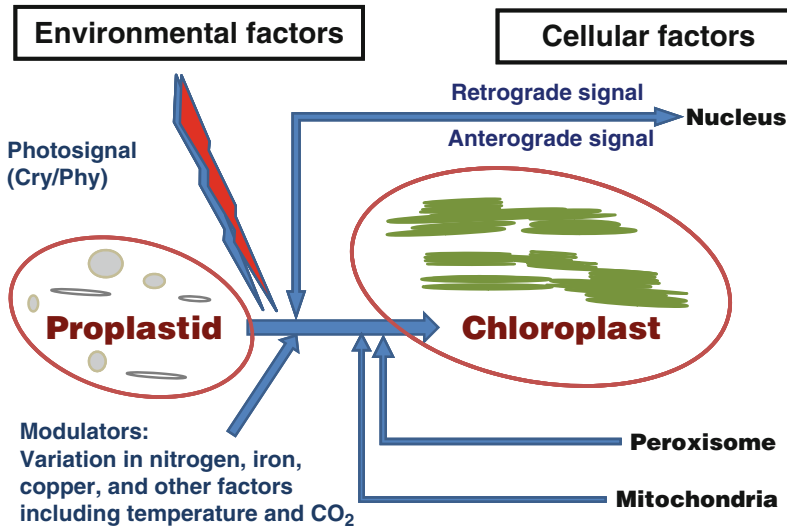 Environmental factors
Cellular factors
Retrograde signal
Nucleus
Anterograde signal
Photosignal
(Cry/Phy)
Proplastid
Chloroplast
Modulators:
Variation in nitrogen, iron,
copper, and other factors
including temperature and CO₂
Peroxisome
Mitochondria